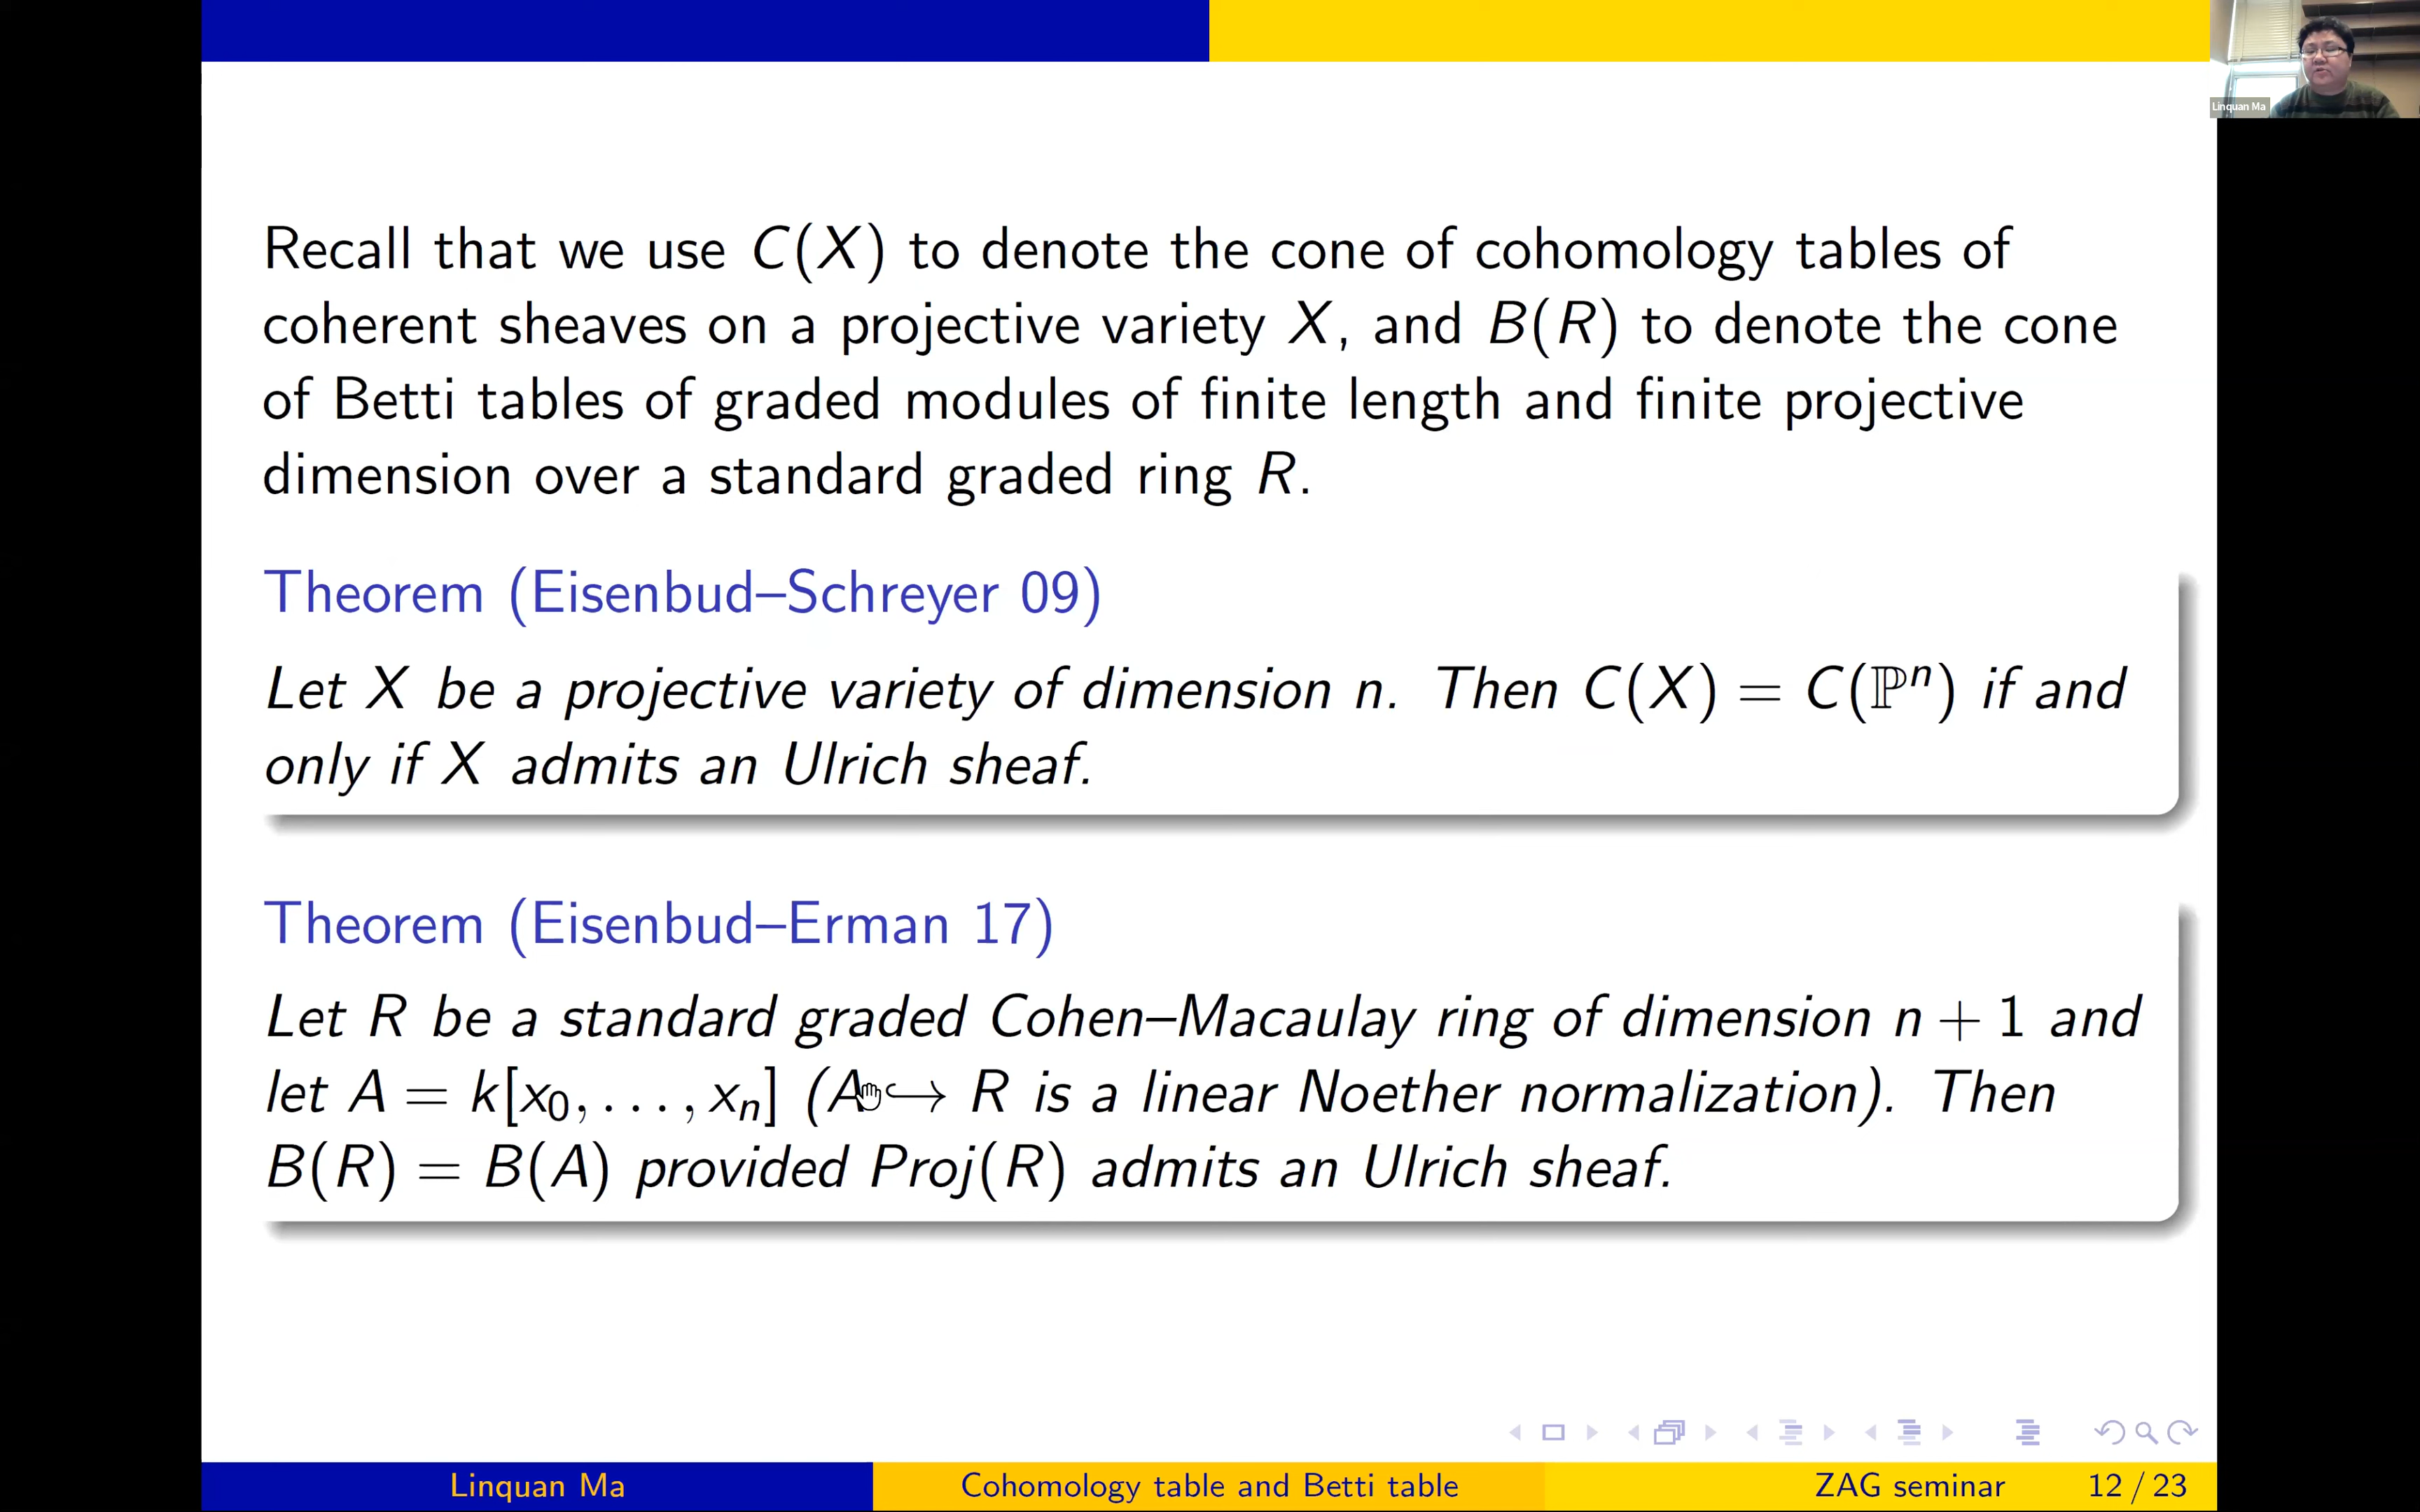 Linquan Ma
Recall that we use C(X) to denote the cone of cohomology tables of
coherent sheaves on a projective variety X, and B(R) to denote the cone
of Betti tables of graded modules of finite length and finite projective
dimension over a standard graded ring R.
Theorem (Eisenbud–Schreyer 09)
Let X be a projective variety of dimension n. Then C(X) = C(ℙⁿ) if and
only if X admits an Ulrich sheaf.
Theorem (Eisenbud–Erman 17)
Let R be a standard graded Cohen–Macaulay ring of dimension n + 1 and
let A = k[x₀, . . . , xₙ] (A ↪ R is a linear Noether normalization). Then
B(R) = B(A) provided Proj(R) admits an Ulrich sheaf.
Linquan Ma Cohomology table and Betti table ZAG seminar 12 / 23